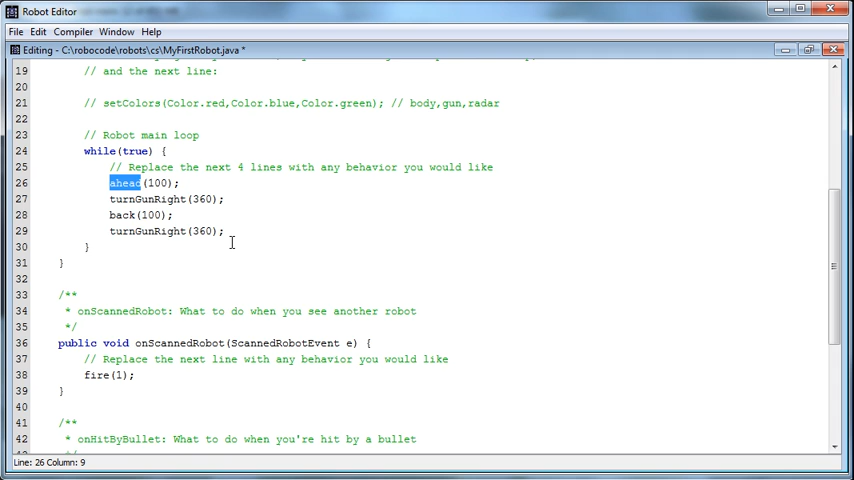 Robot Editor
File Edit Compiler Window Help
Editing - C:\robocode\robots\cs\MyFirstRobot.java *
19 // and the next line:
20
21 // setColors(Color.red,Color.blue,Color.green); // body,gun,radar
22
23 // Robot main loop
24 while(true) {
25 // Replace the next 4 lines with any behavior you would like
26 ahead(100);
27 turnGunRight(360);
28 back(100);
29 turnGunRight(360);
30 }
31 }
32
33 /**
34 * onScannedRobot: What to do when you see another robot
35 */
36 public void onScannedRobot(ScannedRobotEvent e) {
37 // Replace the next line with any behavior you would like
38 fire(1);
39 }
40
41 /**
42 * onHitByBullet: What to do when you're hit by a bullet
Line: 26 Column: 9